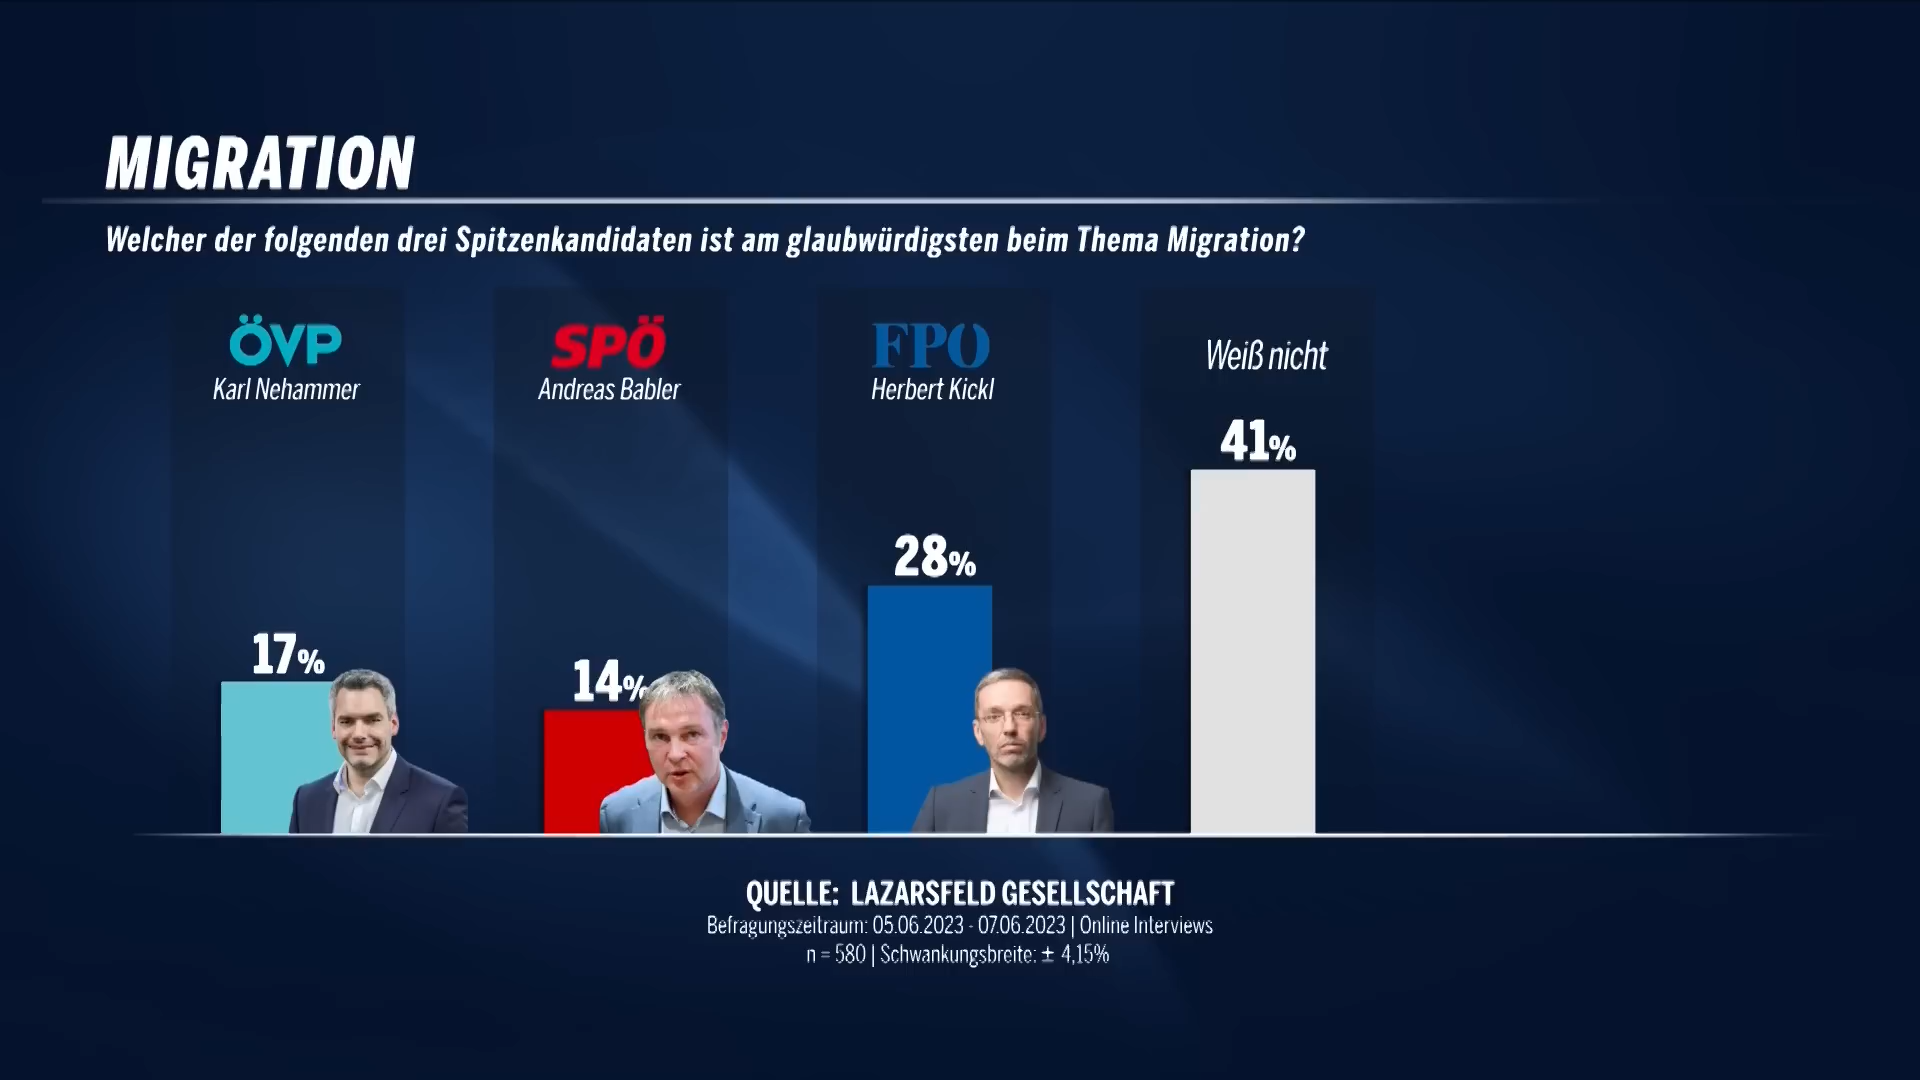 MIGRATION
Welcher der folgenden drei Spitzenkandidaten ist am glaubwürdigsten beim Thema Migration?
ÖVP
Karl Nehammer
17%
SPÖ
Andreas Babler
14%
FPO
Herbert Kickl
28%
Weiß nicht
41%
QUELLE: LAZARSFELD GESELLSCHAFT
Befragungszeitraum: 05.06.2023 - 07.06.2023 | Online Interviews
n = 580 | Schwankungsbreite: ± 4,15%